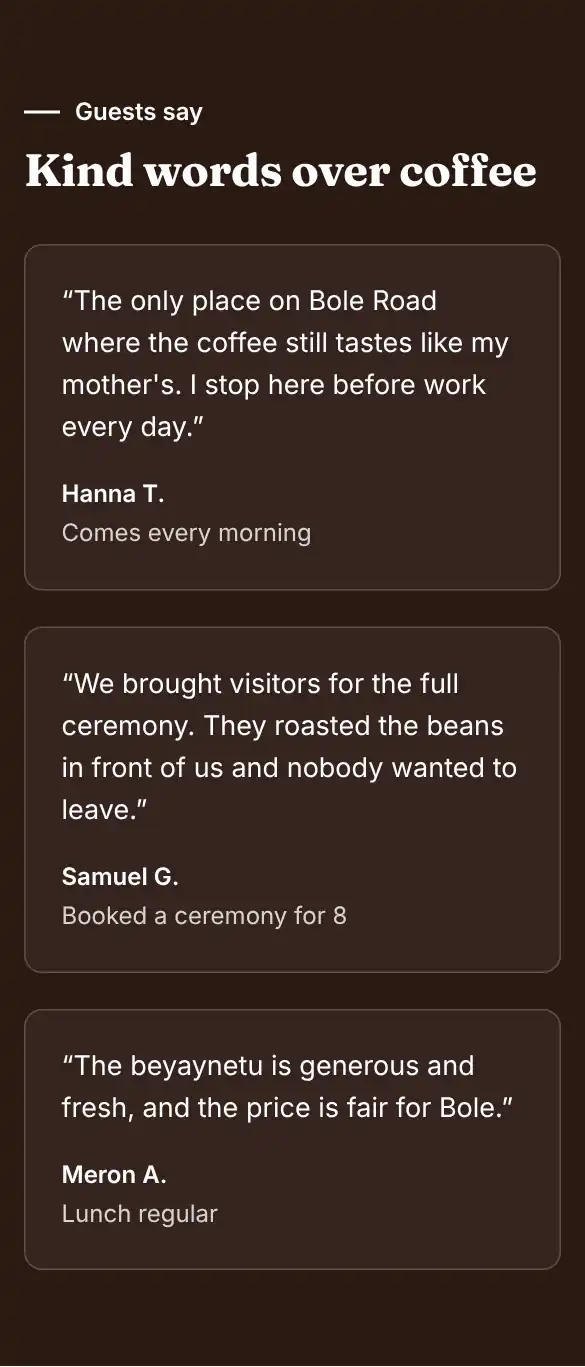 Guests say
Kind words over coffee
“The only place on Bole Road
where the coffee still tastes like my
mother's. I stop here before work
every day.”
Hanna T.
Comes every morning
“We brought visitors for the full
ceremony. They roasted the beans
in front of us and nobody wanted to
leave.”
Samuel G.
Booked a ceremony for 8
“The beyaynetu is generous and
fresh, and the price is fair for Bole.”
Meron A.
Lunch regular